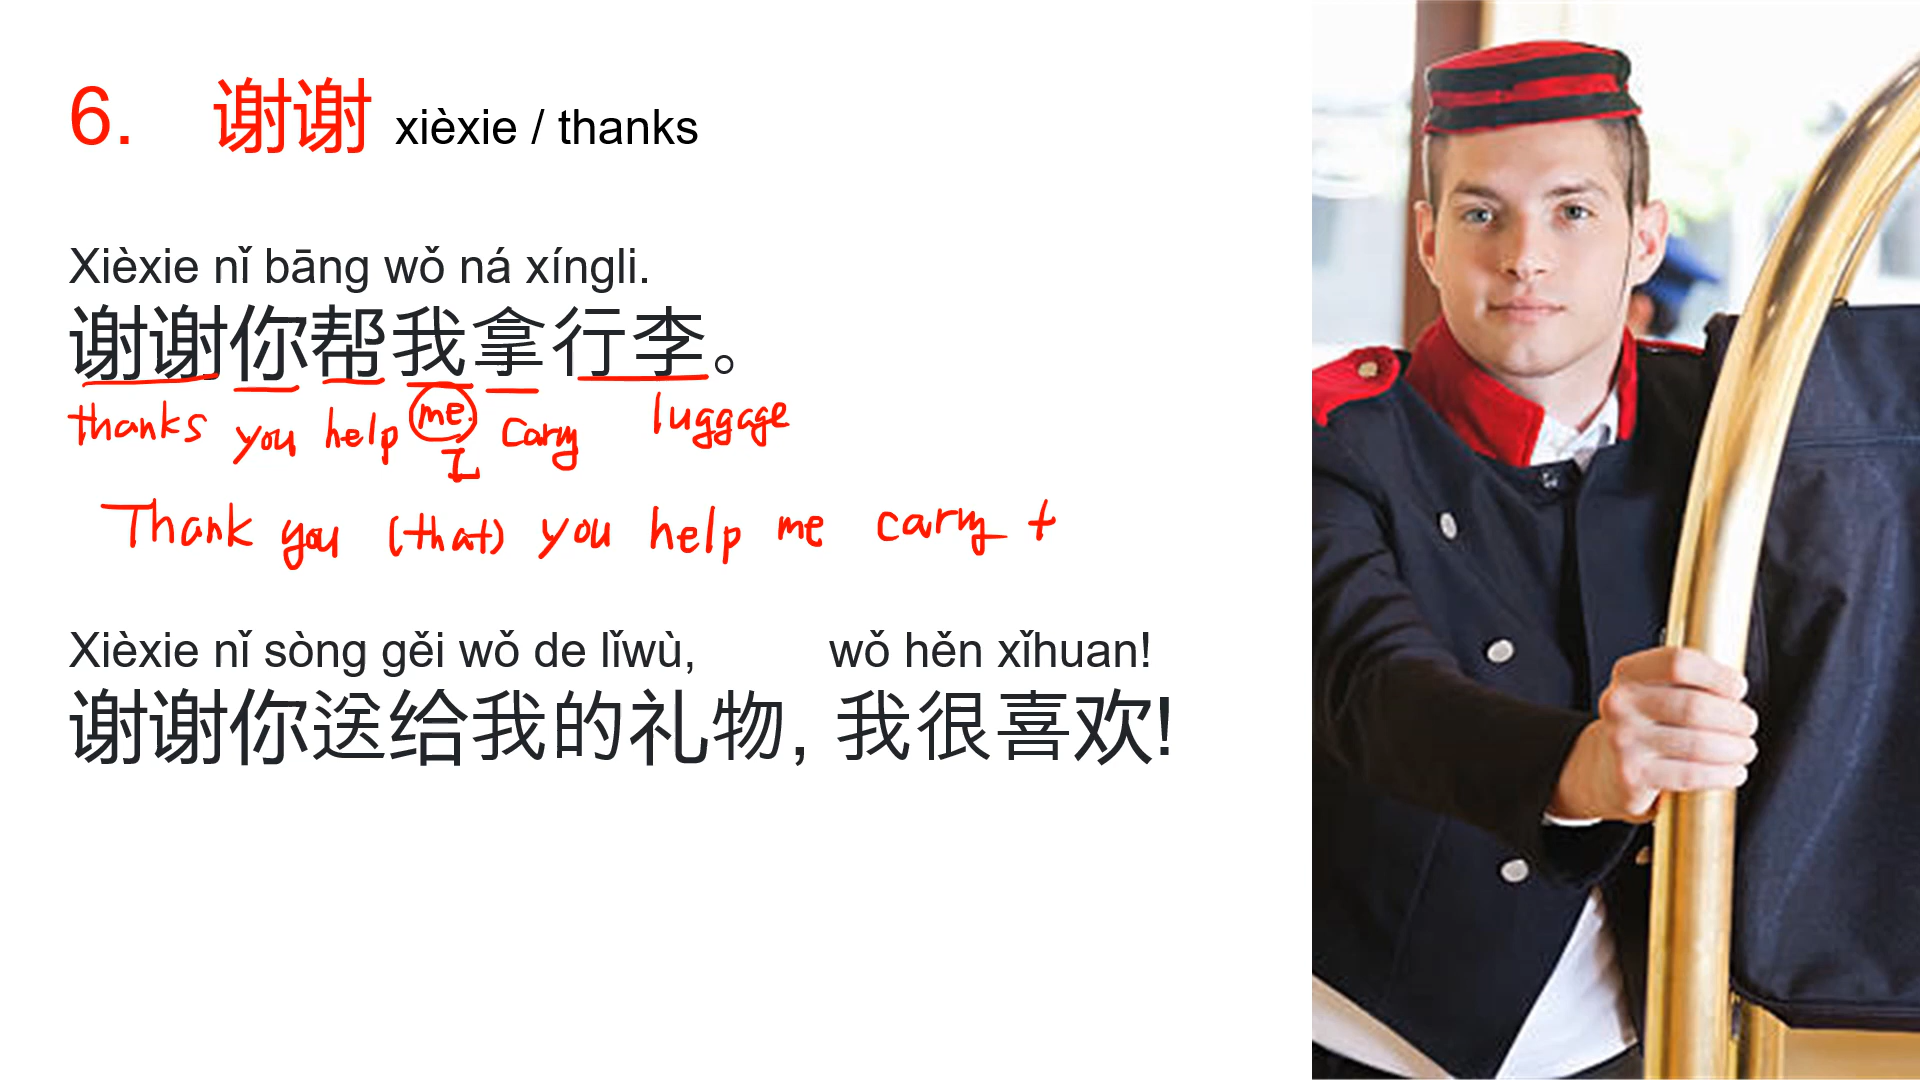 6. 谢谢 xièxie / thanks
Xièxie nǐ bāng wǒ ná xíngli.
谢谢你帮我拿行李。
thanks you help me. carry luggage
I
Thank you (that) you help me carry t
Xièxie nǐ sòng gěi wǒ de lǐwù, wǒ hěn xǐhuan!
谢谢你送给我的礼物, 我很喜欢!